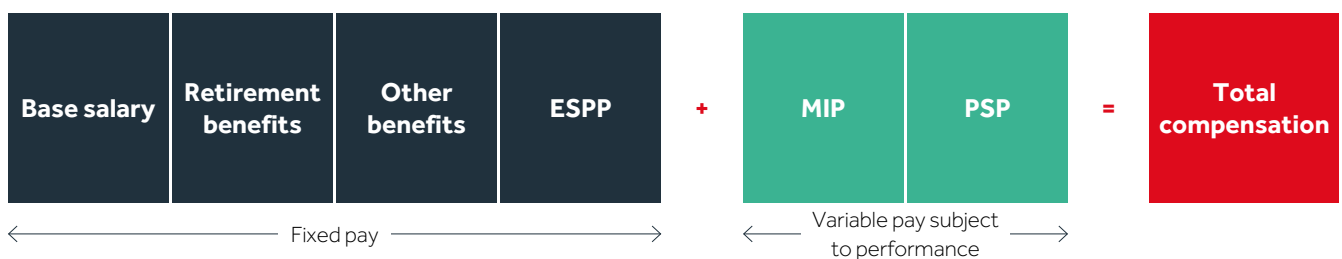 Base salary
Retirement
benefits
Other
benefits
ESPP
+
MIP
PSP
=
Total
compensation
Fixed pay
Variable pay subject
to performance